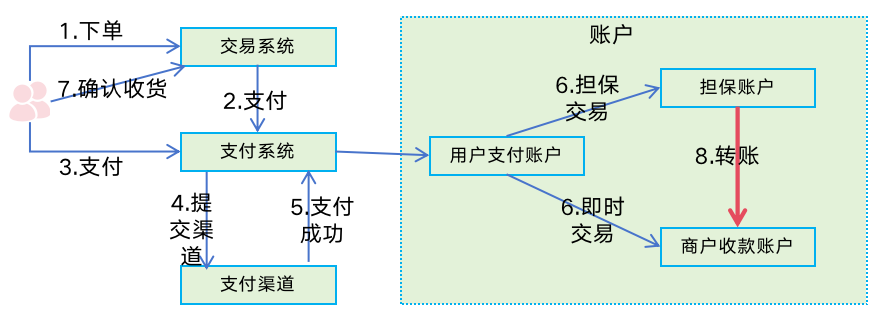 1.下单
交易系统
账户
7.确认收货
2.支付
6.担保
交易
担保账户
3.支付
支付系统
用户支付账户
8.转账
4.提
交渠
道
5.支付
成功
6.即时
交易
商户收款账户
支付渠道